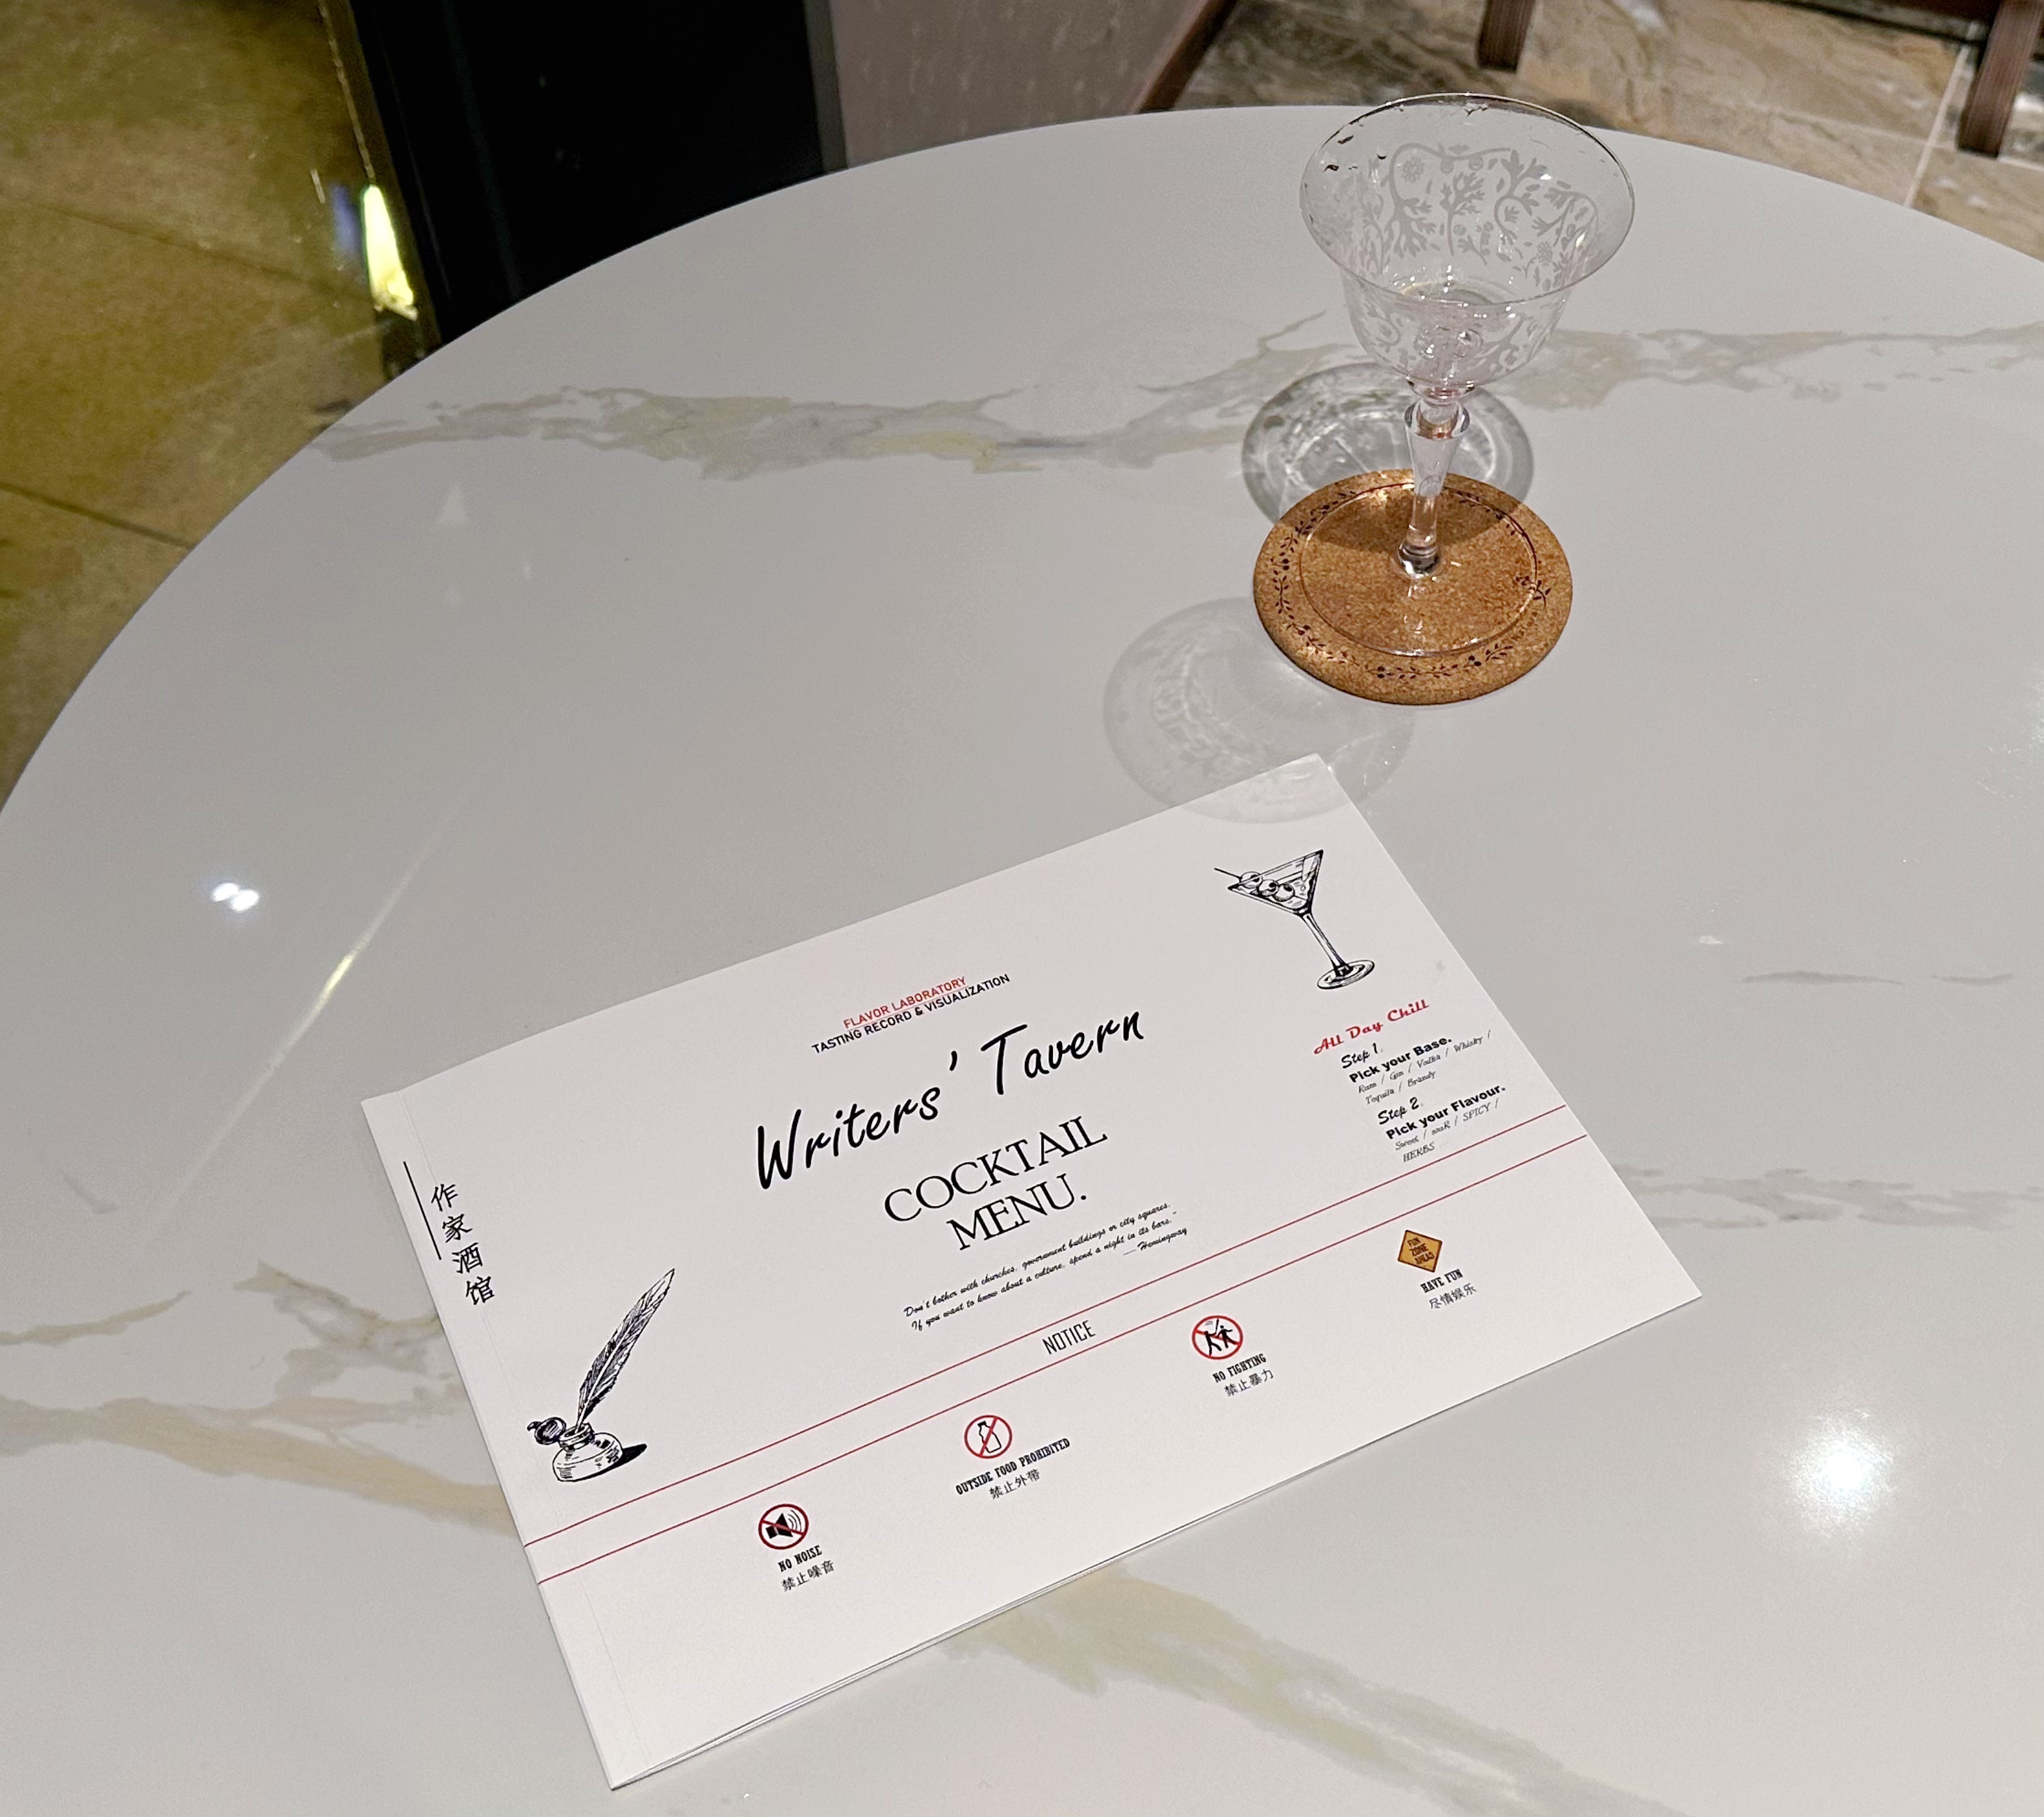 FLAVOR LABORATORY
TASTING RECORD & VISUALIZATION
Writers' Tavern
COCKTAIL
MENU.
Don't bother with churches, government buildings or city squares,
If you want to know about a culture, spend a night in its bars."
——Hemingway
作家酒馆
All Day Chill
Step 1.
Pick your Base.
Rum / Gin / Vodka / Whisky /
Tequila / Brandy
Step 2.
Pick your Flavour.
Sweet / souR / SPICY /
HERBS
NOTICE
NO NOISE
禁止噪音
OUTSIDE FOOD PROHIBITED
禁止外带
NO FIGHTING
禁止暴力
FUN
ZONE
AHEAD
HAVE FUN
尽情娱乐